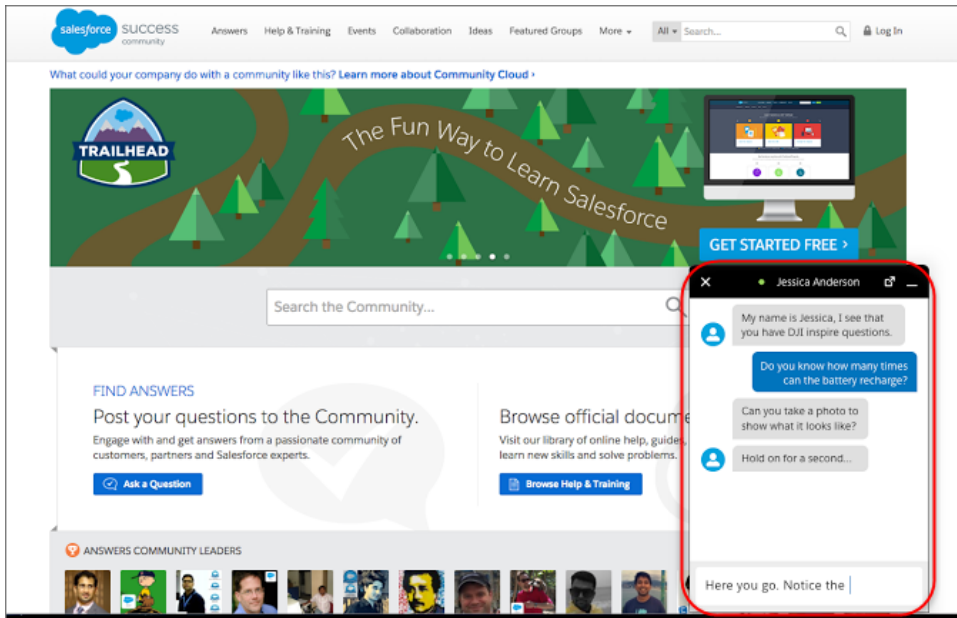 salesforce success community
Answers Help & Training Events Collaboration Ideas Featured Groups More All Search... Log In
What could your company do with a community like this? Learn more about Community Cloud ›
TRAILHEAD
The Fun Way to Learn Salesforce
GET STARTED FREE ›
Search the Community...
FIND ANSWERS
Post your questions to the Community.
Engage with and get answers from a passionate community of
customers, partners and Salesforce experts.
Ask a Question
Browse official docume
Visit our library of online help, guides,
learn new skills and solve problems.
Browse Help & Training
ANSWERS COMMUNITY LEADERS
Jessica Anderson
My name is Jessica, I see that
you have DJI inspire questions.
Do you know how many times
can the battery recharge?
Can you take a photo to
show what it looks like?
Hold on for a second...
Here you go. Notice the